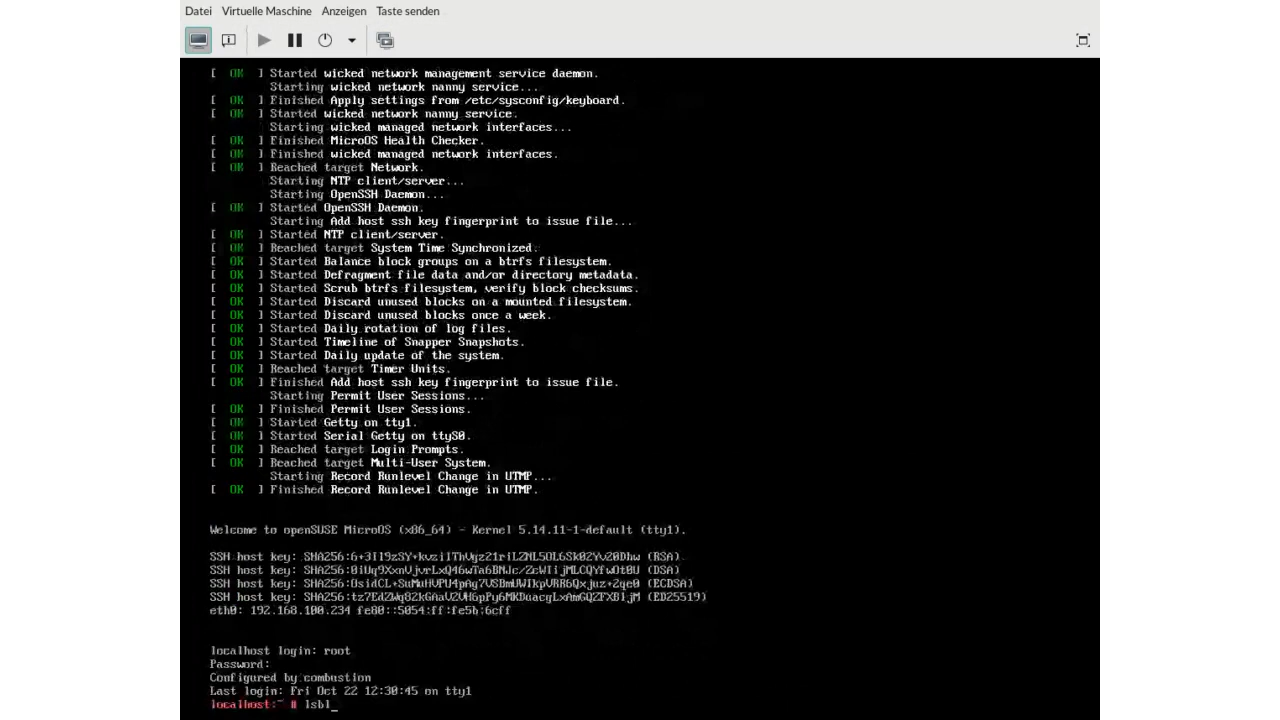 Datei Virtuelle Maschine Anzeigen Taste senden
[ OK ] Started wicked network management service daemon.
Starting wicked network nanny service...
[ OK ] Finished Apply settings from /etc/sysconfig/keyboard.
[ OK ] Started wicked network nanny service.
Starting wicked managed network interfaces...
[ OK ] Finished MicroOS Health Checker.
[ OK ] Finished wicked managed network interfaces.
[ OK ] Reached target Network.
Starting NTP client/server...
Starting OpenSSH Daemon...
[ OK ] Started OpenSSH Daemon.
Starting Add host ssh key fingerprint to issue file...
[ OK ] Started NTP client/server.
[ OK ] Reached target System Time Synchronized.
[ OK ] Started Balance block groups on a btrfs filesystem.
[ OK ] Started Defragment file data and/or directory metadata.
[ OK ] Started Scrub btrfs filesystem, verify block checksums.
[ OK ] Started Discard unused blocks on a mounted filesystem.
[ OK ] Started Discard unused blocks once a week.
[ OK ] Started Daily rotation of log files.
[ OK ] Started Timeline of Snapper Snapshots.
[ OK ] Started Daily update of the system.
[ OK ] Reached target Timer Units.
[ OK ] Finished Add host ssh key fingerprint to issue file.
Starting Permit User Sessions...
[ OK ] Finished Permit User Sessions.
[ OK ] Started Getty on tty1.
[ OK ] Started Serial Getty on ttyS0.
[ OK ] Reached target Login Prompts.
[ OK ] Reached target Multi-User System.
Starting Record Runlevel Change in UTMP...
[ OK ] Finished Record Runlevel Change in UTMP.
Welcome to openSUSE MicroOS (x86_64) - Kernel 5.14.11-1-default (tty1).
SSH host key: (RSA)
SSH host key: (DSA)
SSH host key: (ECDSA)
SSH host key: (ED25519)
eth0: 192.168.100.234 fe80::5054:ff:fe5b:6cff
localhost login: root
Password:
Configured by combustion
Last login: Fri Oct 22 12:30:45 on tty1
localhost:~ # lsbl_